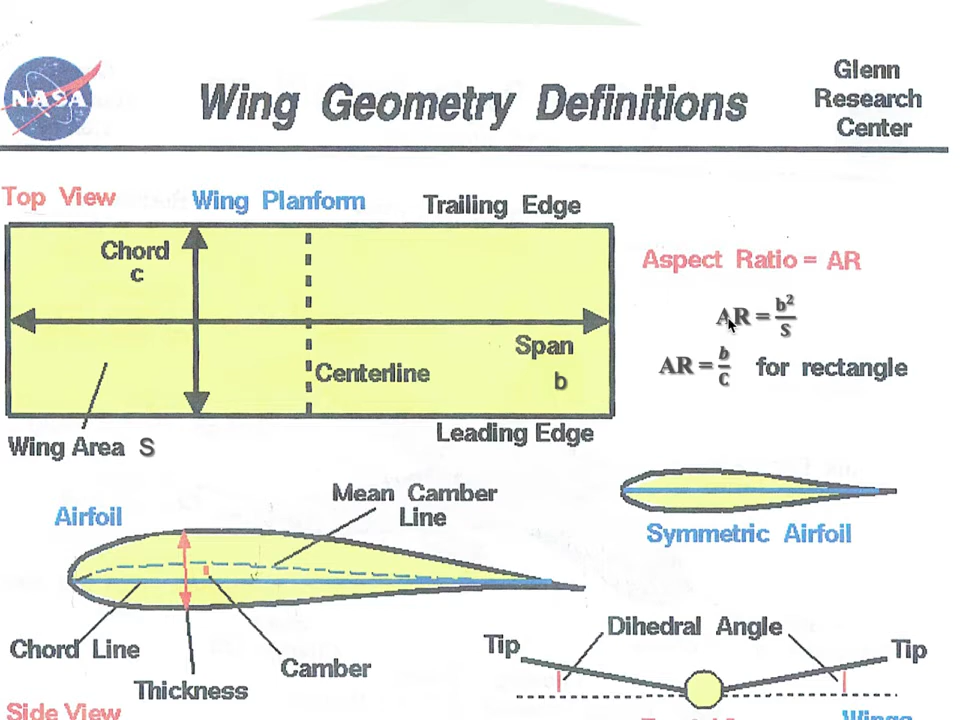 NASA
Wing Geometry Definitions
Glenn
Research
Center
Top View
Wing Planform
Trailing Edge
Chord
c
Span
b
Centerline
Wing Area S
Leading Edge
Aspect Ratio = AR
AR = b²/S
AR = b/C for rectangle
Airfoil
Mean Camber
Line
Symmetric Airfoil
Chord Line
Thickness
Camber
Side View
Tip
Dihedral Angle
Tip
Wings